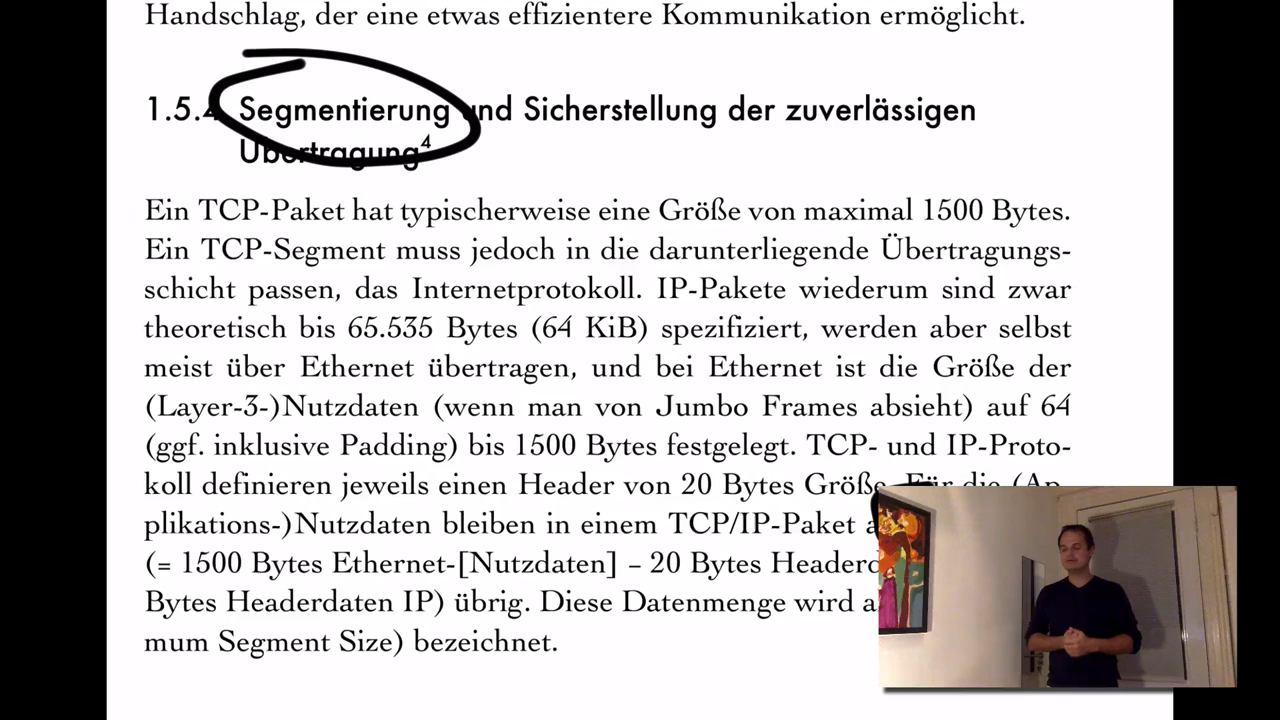 Handschlag, der eine etwas effizientere Kommunikation ermöglicht.
1.5.4 Segmentierung und Sicherstellung der zuverlässigen
Übertragung4
Ein TCP-Paket hat typischerweise eine Größe von maximal 1500 Bytes.
Ein TCP-Segment muss jedoch in die darunterliegende Übertragungs-
schicht passen, das Internetprotokoll. IP-Pakete wiederum sind zwar
theoretisch bis 65.535 Bytes (64 KiB) spezifiziert, werden aber selbst
meist über Ethernet übertragen, und bei Ethernet ist die Größe der
(Layer-3-)Nutzdaten (wenn man von Jumbo Frames absieht) auf 64
(ggf. inklusive Padding) bis 1500 Bytes festgelegt. TCP- und IP-Proto-
koll definieren jeweils einen Header von 20 Bytes Größe. Für die (Ap-
plikations-)Nutzdaten bleiben in einem TCP/IP-Paket
(= 1500 Bytes Ethernet-[Nutzdaten] – 20 Bytes
Bytes Headerdaten IP) übrig. Diese Datenmenge wird
mum Segment Size) bezeichnet.